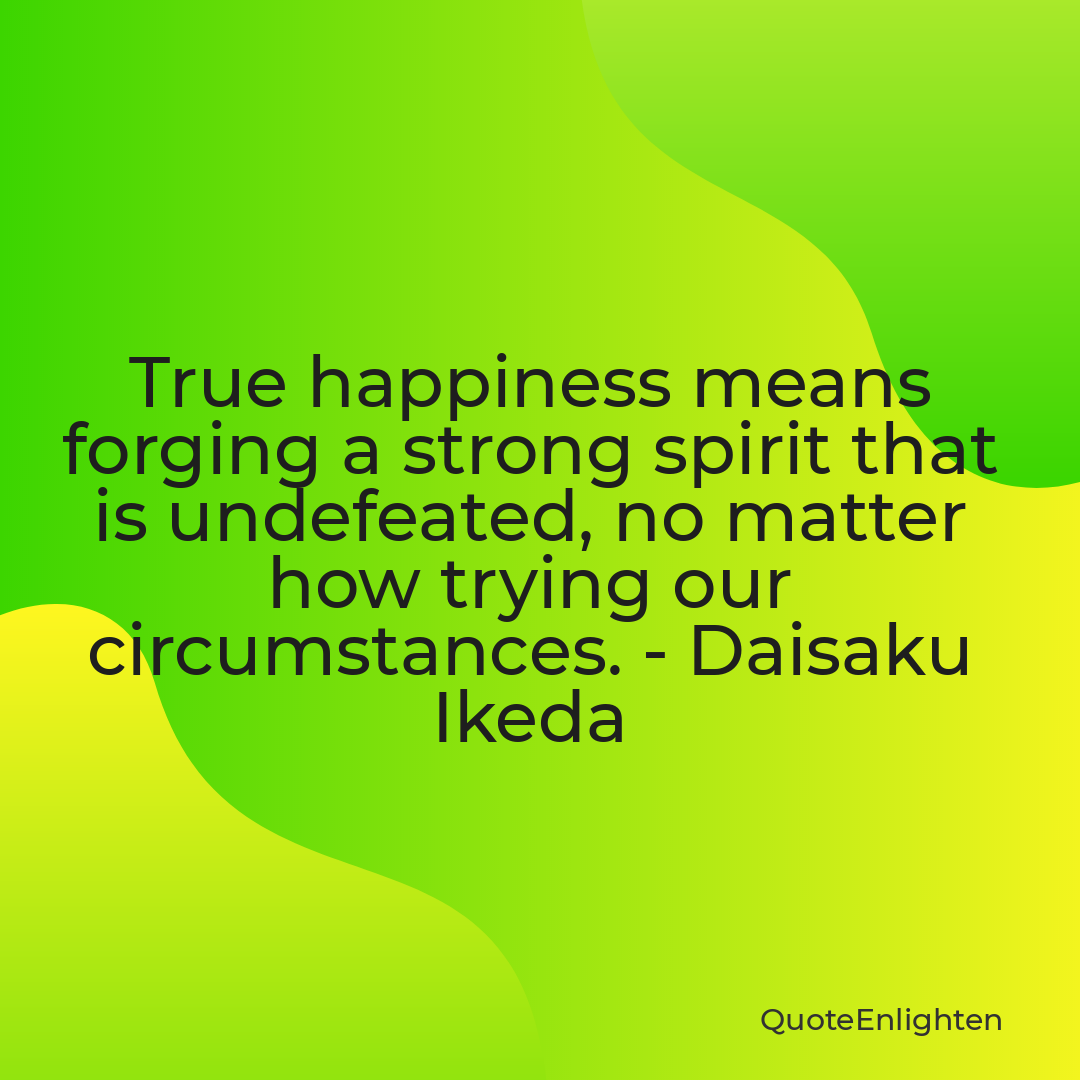 True happiness means
forging a strong spirit that
is undefeated, no matter
how trying our
circumstances. - Daisaku
Ikeda
QuoteEnlighten